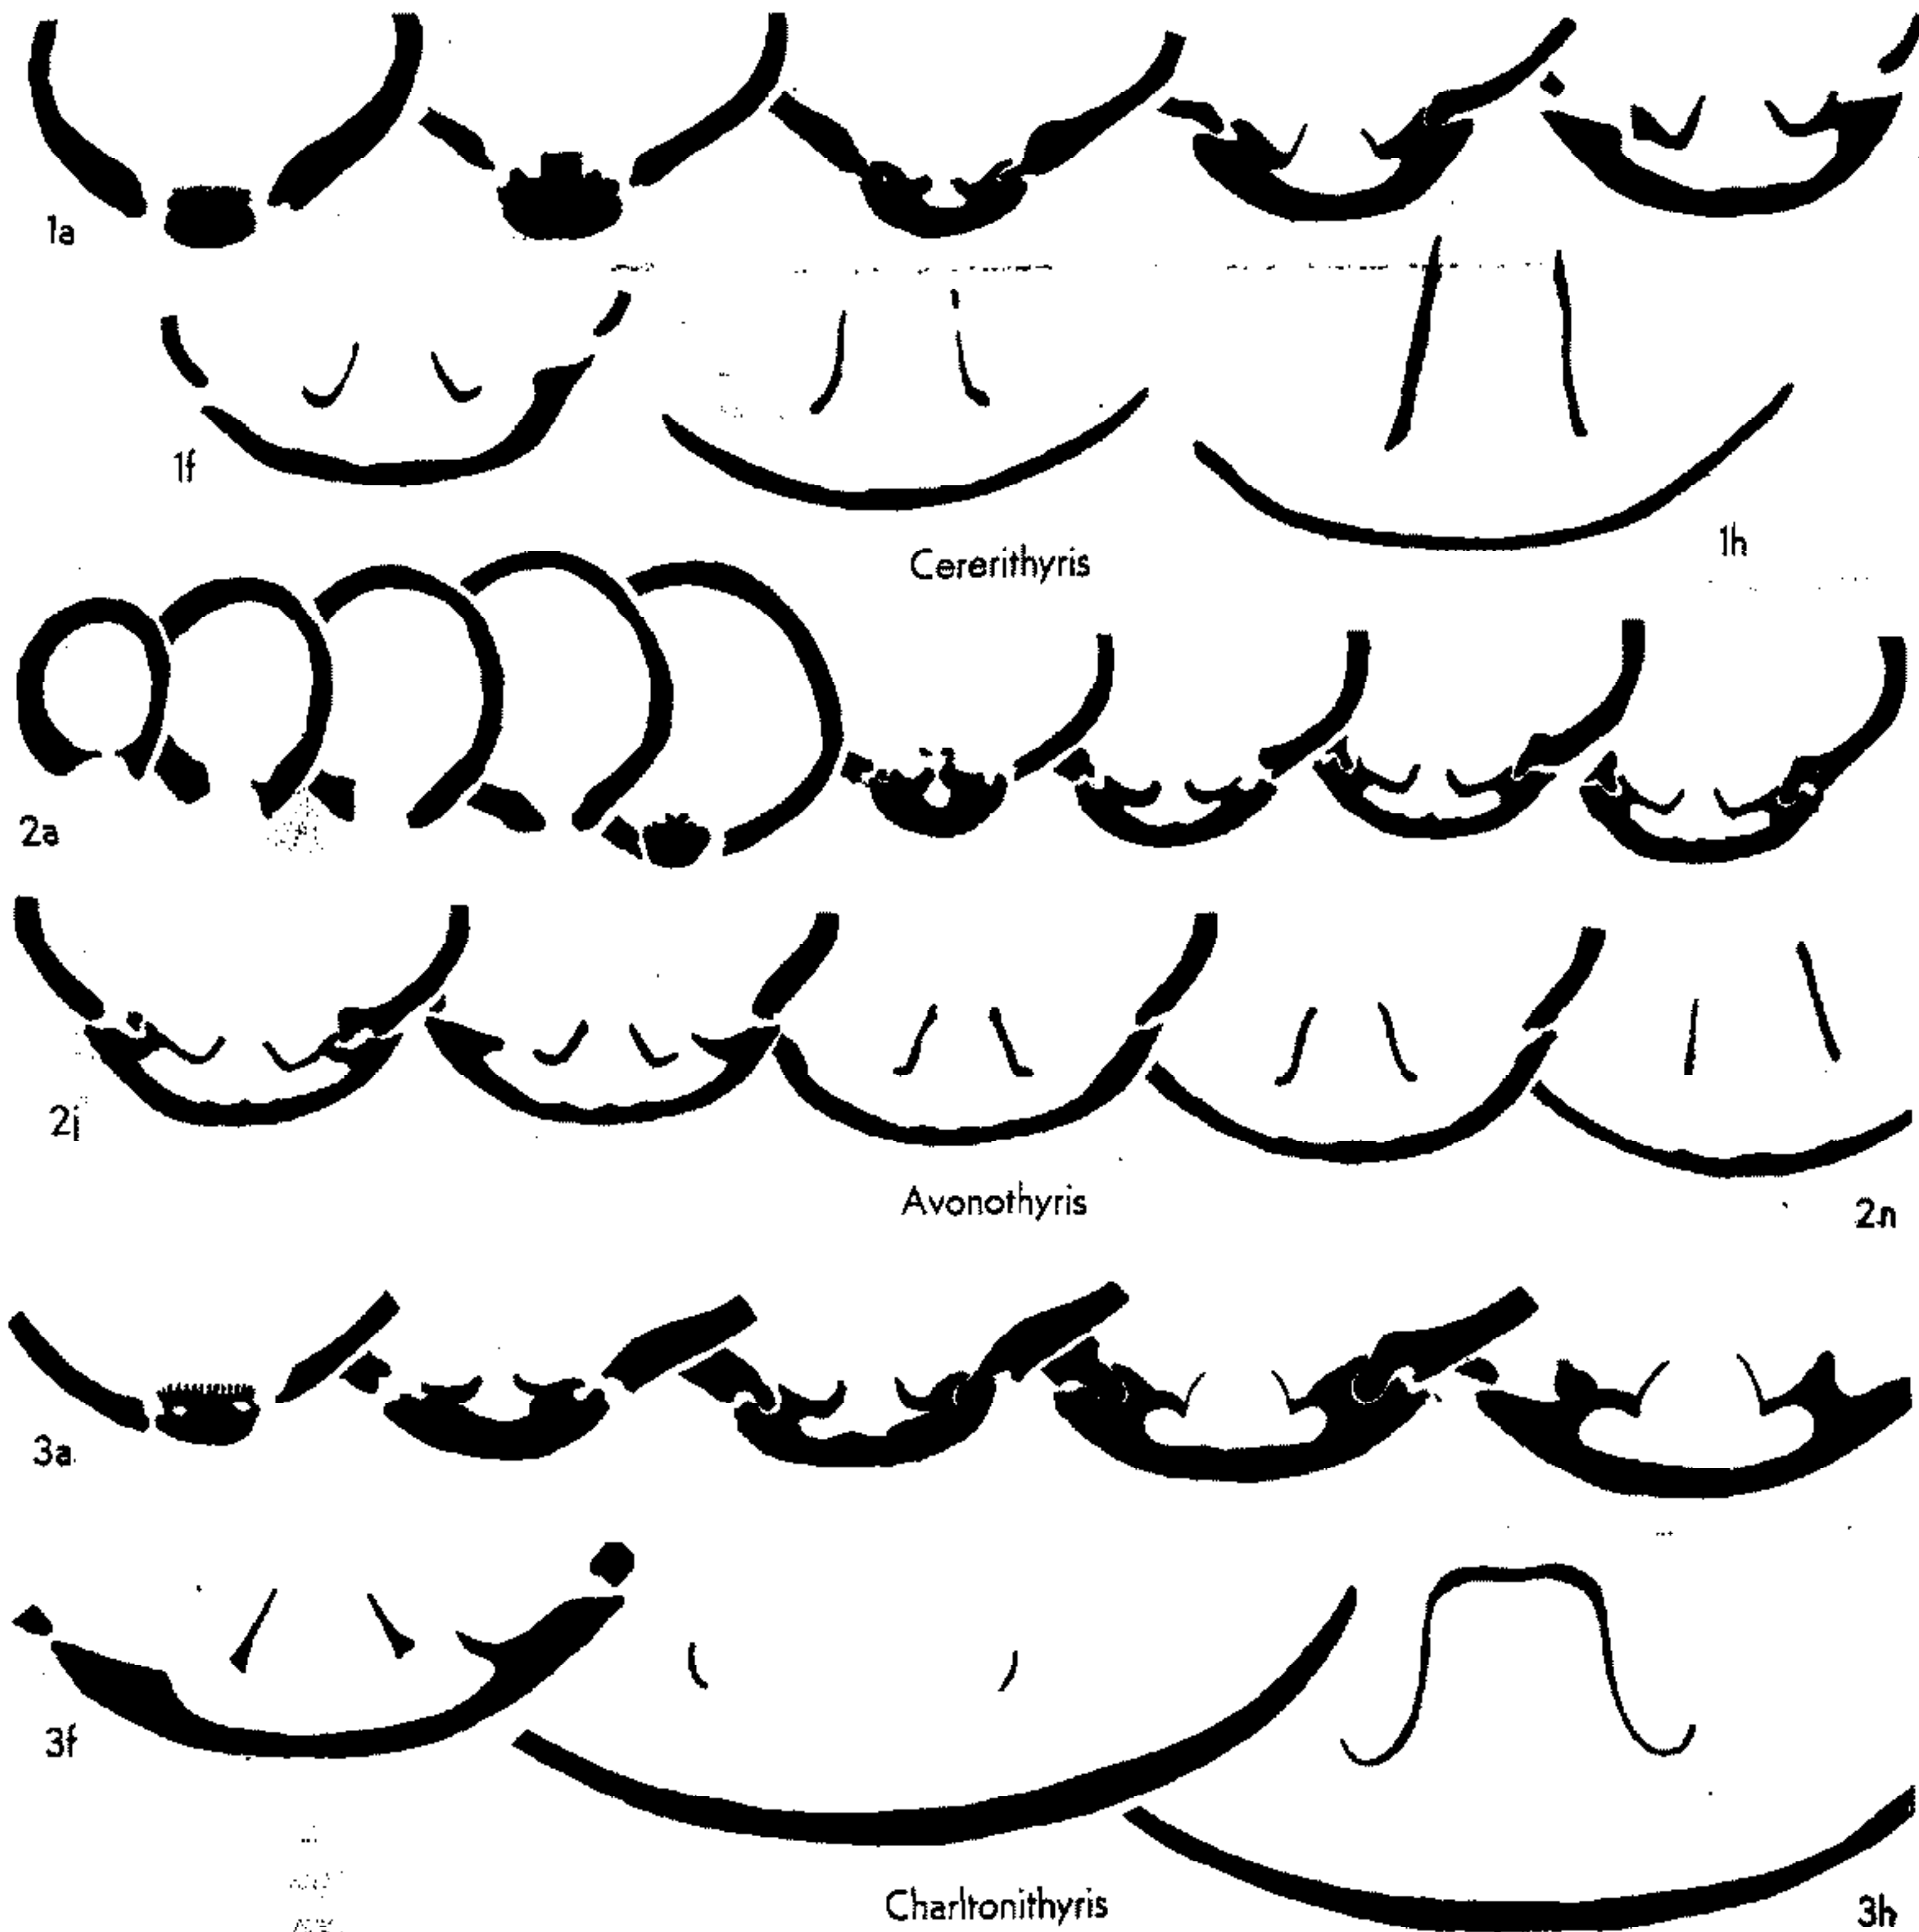 1a
1f
1h
Cererithyris
2a
2j
2n
Avonothyris
3a
3f
3h
Charltonithyris